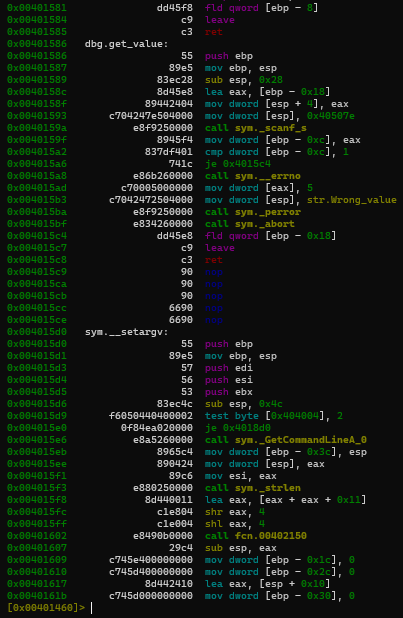 0x00401581 dd45f8 fld qword [ebp - 8]
0x00401584 c9 leave
0x00401585 c3 ret
0x00401586 dbg.get_value:
0x00401586 55 push ebp
0x00401587 89e5 mov ebp, esp
0x00401589 83ec28 sub esp, 0x28
0x0040158c 8d45e8 lea eax, [ebp - 0x18]
0x0040158f 89442404 mov dword [esp + 4], eax
0x00401593 c704247e504000 mov dword [esp], 0x40507e
0x0040159a e8f9250000 call sym._scanf_s
0x0040159f 8945f4 mov dword [ebp - 0xc], eax
0x004015a2 837df401 cmp dword [ebp - 0xc], 1
0x004015a6 741c je 0x4015c4
0x004015a8 e86b260000 call sym.__errno
0x004015ad c70005000000 mov dword [eax], 5
0x004015b3 c7042472504000 mov dword [esp], str.Wrong_value
0x004015ba e8f9250000 call sym._perror
0x004015bf e834260000 call sym._abort
0x004015c4 dd45e8 fld qword [ebp - 0x18]
0x004015c7 c9 leave
0x004015c8 c3 ret
0x004015c9 90 nop
0x004015ca 90 nop
0x004015cb 90 nop
0x004015cc 6690 nop
0x004015ce 6690 nop
0x004015d0 sym.__setargv:
0x004015d0 55 push ebp
0x004015d1 89e5 mov ebp, esp
0x004015d3 57 push edi
0x004015d4 56 push esi
0x004015d5 53 push ebx
0x004015d6 83ec4c sub esp, 0x4c
0x004015d9 f6050440400002 test byte [0x404004], 2
0x004015e0 0f84ea020000 je 0x4018d0
0x004015e6 e8a5260000 call sym._GetCommandLineA_0
0x004015eb 8965c4 mov dword [ebp - 0x3c], esp
0x004015ee 890424 mov dword [esp], eax
0x004015f1 89c6 mov esi, eax
0x004015f3 e880250000 call sym._strlen
0x004015f8 8d440011 lea eax, [eax + eax + 0x11]
0x004015fc c1e804 shr eax, 4
0x004015ff c1e004 shl eax, 4
0x00401602 e8490b0000 call fcn.00402150
0x00401607 29c4 sub esp, eax
0x00401609 c745e400000000 mov dword [ebp - 0x1c], 0
0x00401610 c745d400000000 mov dword [ebp - 0x2c], 0
0x00401617 8d442410 lea eax, [esp + 0x10]
0x0040161b c745d000000000 mov dword [ebp - 0x30], 0
[0x00401460]>